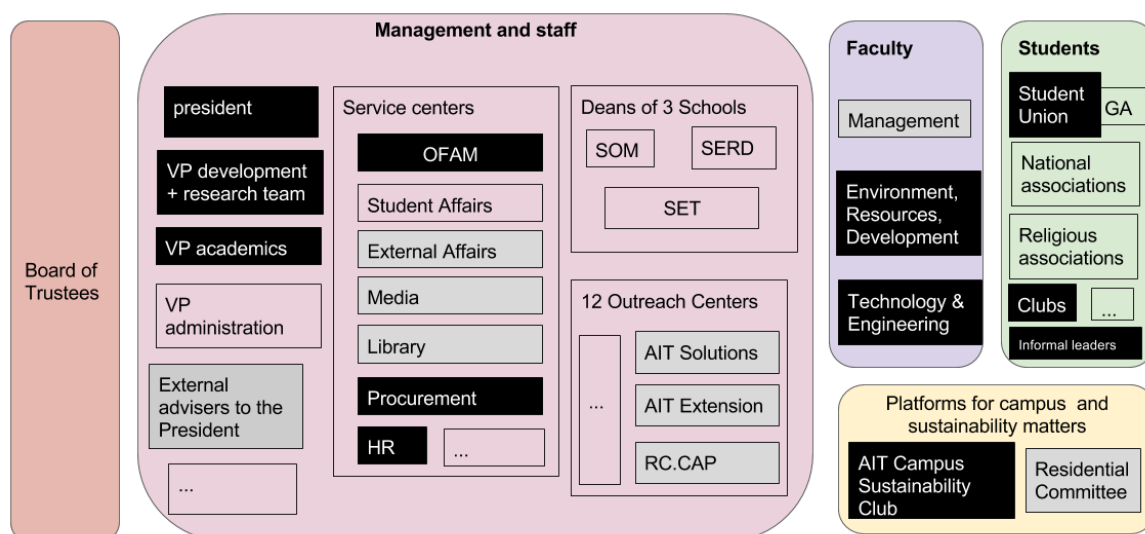 Board of
Trustees
Management and staff
president
VP development
+ research team
VP academics
VP
administration
External
advisers to the
President
...
Service centers
OFAM
Student Affairs
External Affairs
Media
Library
Procurement
HR
...
Deans of 3 Schools
SOM
SERD
SET
12 Outreach Centers
...
AIT Solutions
AIT Extension
RC.CAP
Faculty
Management
Environment,
Resources,
Development
Technology &
Engineering
Students
Student
Union
GA
National
associations
Religious
associations
Clubs
...
Informal leaders
Platforms for campus and
sustainability matters
AIT Campus
Sustainability
Club
Residential
Committee